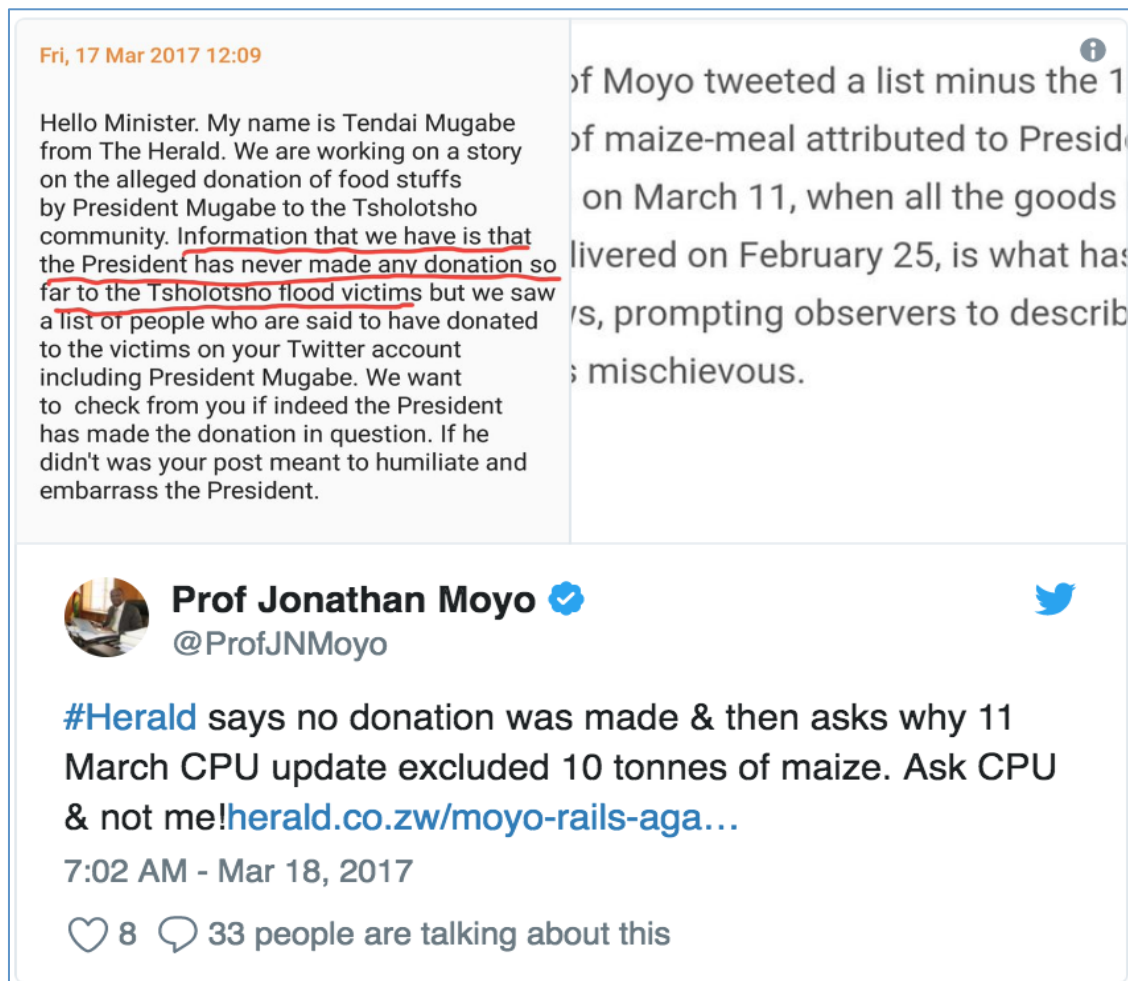 Fri, 17 Mar 2017 12:09
Hello Minister. My name is Tendai Mugabe
from The Herald. We are working on a story
on the alleged donation of food stuffs
by President Mugabe to the Tsholotsho
community. Information that we have is that
the President has never made any donation so
far to the Tsholotsho flood victims but we saw
a list of people who are said to have donated
to the victims on your Twitter account
including President Mugabe. We want
to check from you if indeed the President
has made the donation in question. If he
didn't was your post meant to humiliate and
embarrass the President.
of Moyo tweeted a list minus the 1
of maize-meal attributed to Presid
on March 11, when all the goods
livered on February 25, is what has
s, prompting observers to describ
mischievous.
Prof Jonathan Moyo
@ProfJNMoyo
#Herald says no donation was made & then asks why 11
March CPU update excluded 10 tonnes of maize. Ask CPU
& not me!herald.co.zw/moyo-rails-aga…
7:02 AM - Mar 18, 2017
8 33 people are talking about this